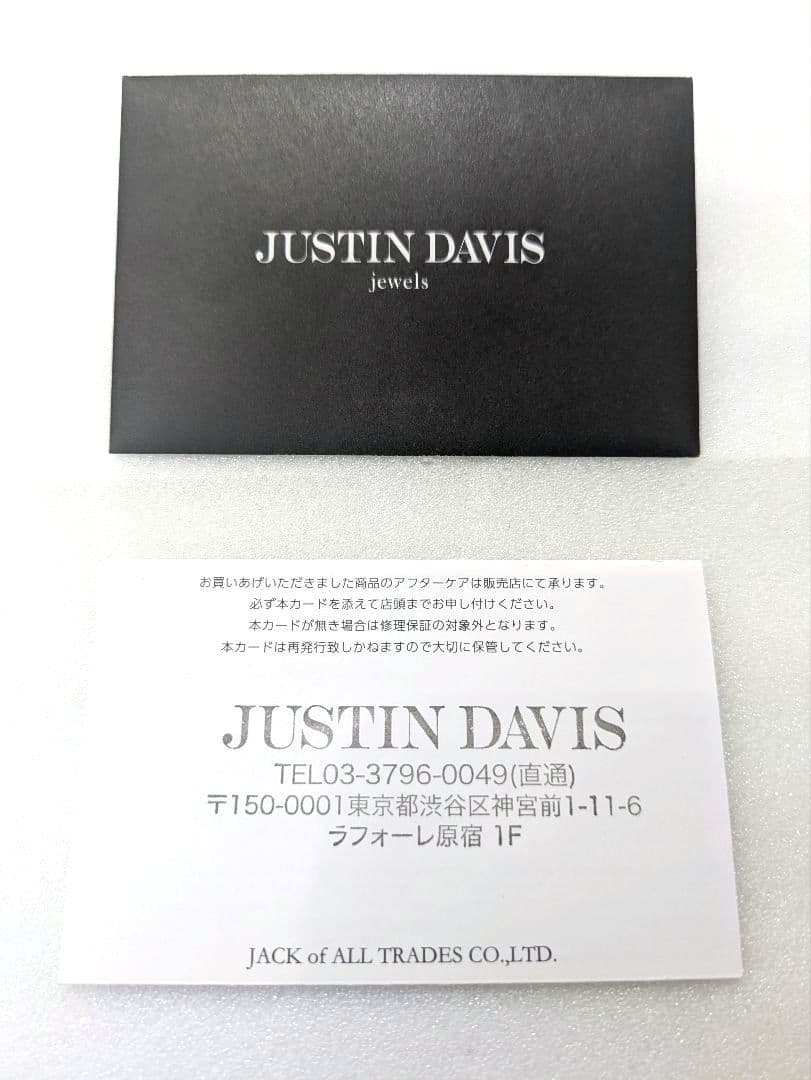 JUSTIN DAVIS
jewels
お買いあげいただきました商品のアフターケアは販売店にて承ります。
必ず本カードを添えて店頭までお申し付けください。
本カードが無き場合は修理保証の対象外となります。
本カードは再発行致しかねますので大切に保管してください。
JUSTIN DAVIS
TEL03-3796-0049(直通)
〒150-0001東京都渋谷区神宮前1-11-6
ラフォーレ原宿 1F
JACK of ALL TRADES CO.,LTD.